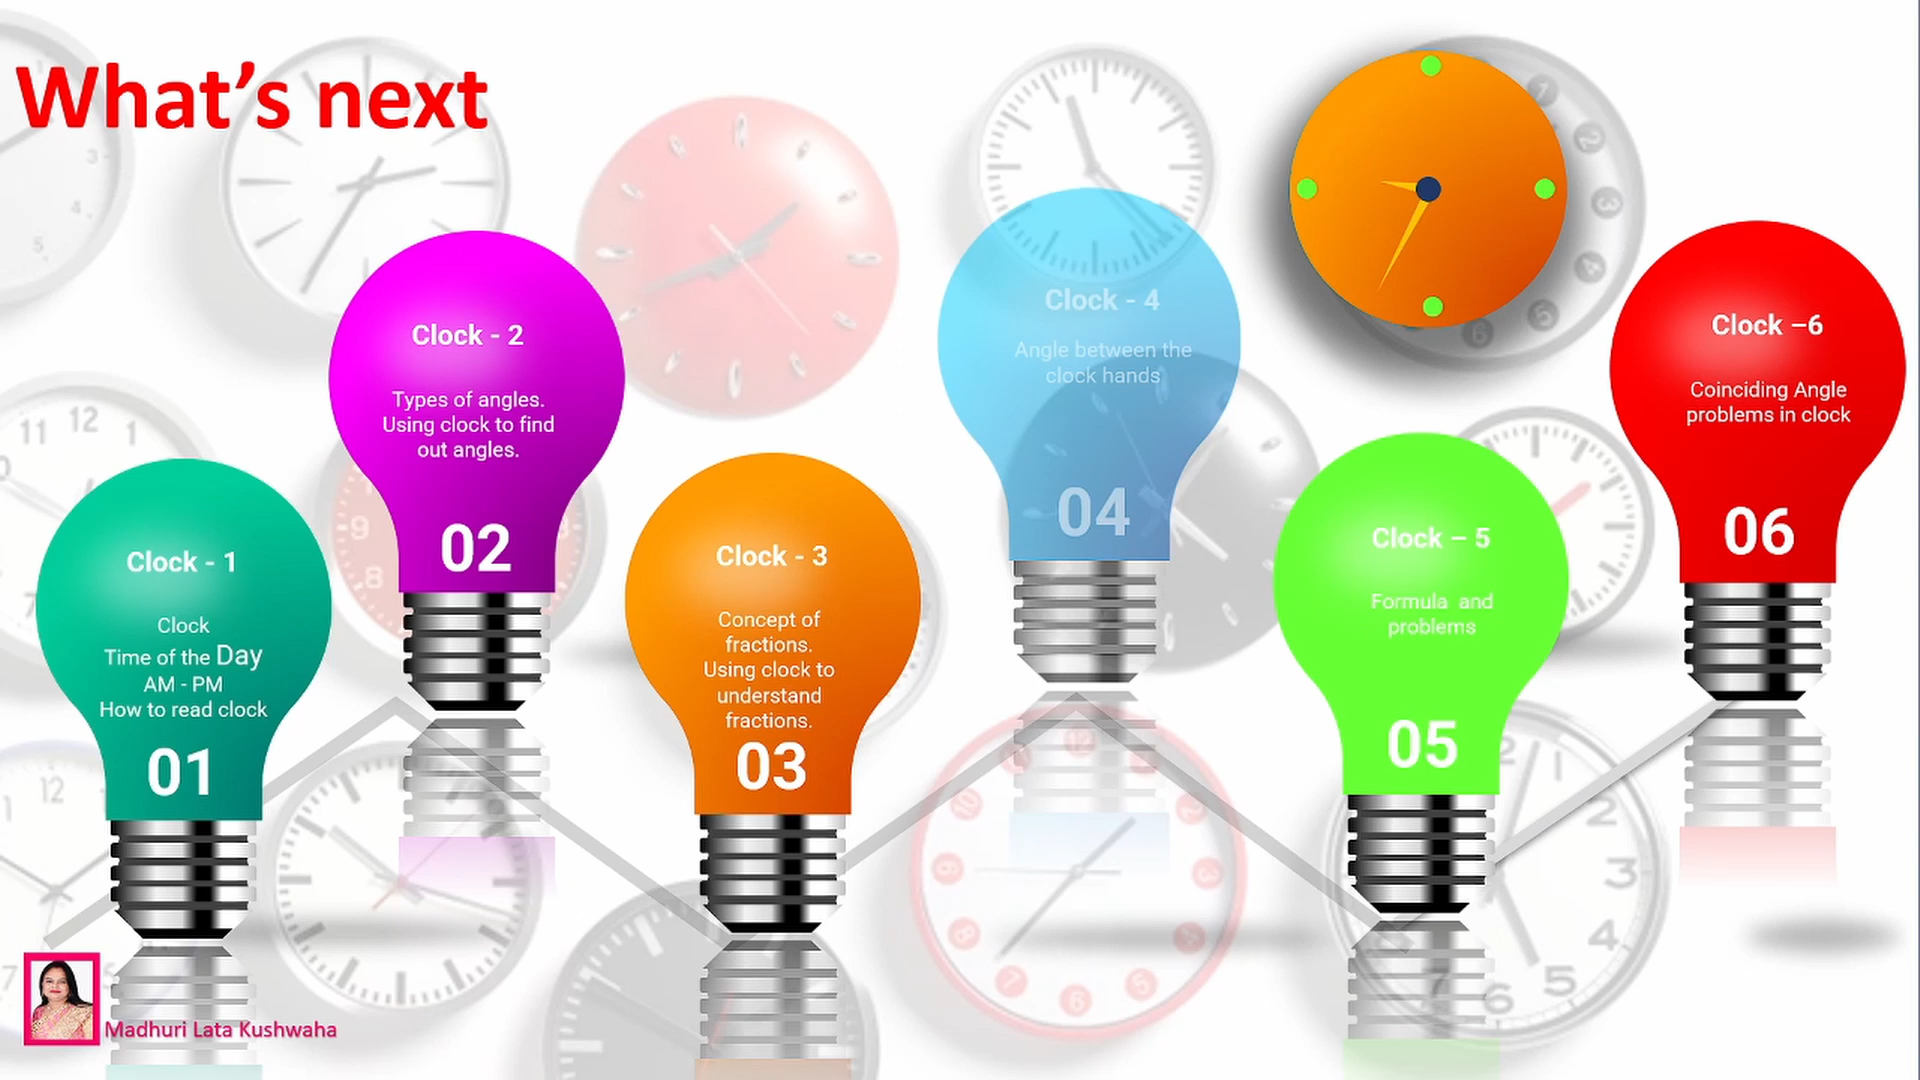 What's next
Clock - 1
Clock
Time of the Day
AM - PM
How to read clock
01
Clock - 2
Types of angles.
Using clock to find
out angles.
02
Clock - 3
Concept of
fractions.
Using clock to
understand
fractions.
03
Clock - 4
Angle between the
clock hands
04
Clock – 5
Formula and
problems
05
Clock –6
Coinciding Angle
problems in clock
06
Madhuri Lata Kushwaha